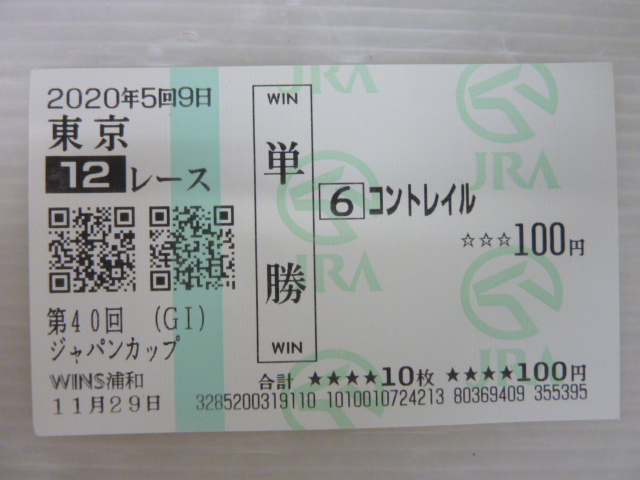 2020年5回9日
東京
12レース
第40回 (GI)
ジャパンカップ
WINS浦和
11月29日
WIN
単勝
WIN
6 コントレイル
☆☆☆100円
合計 ★★★★10枚 ★★★★100円
3285200319110 1010010724213 80369409 355395
JRA
JRA
JRA
JRA